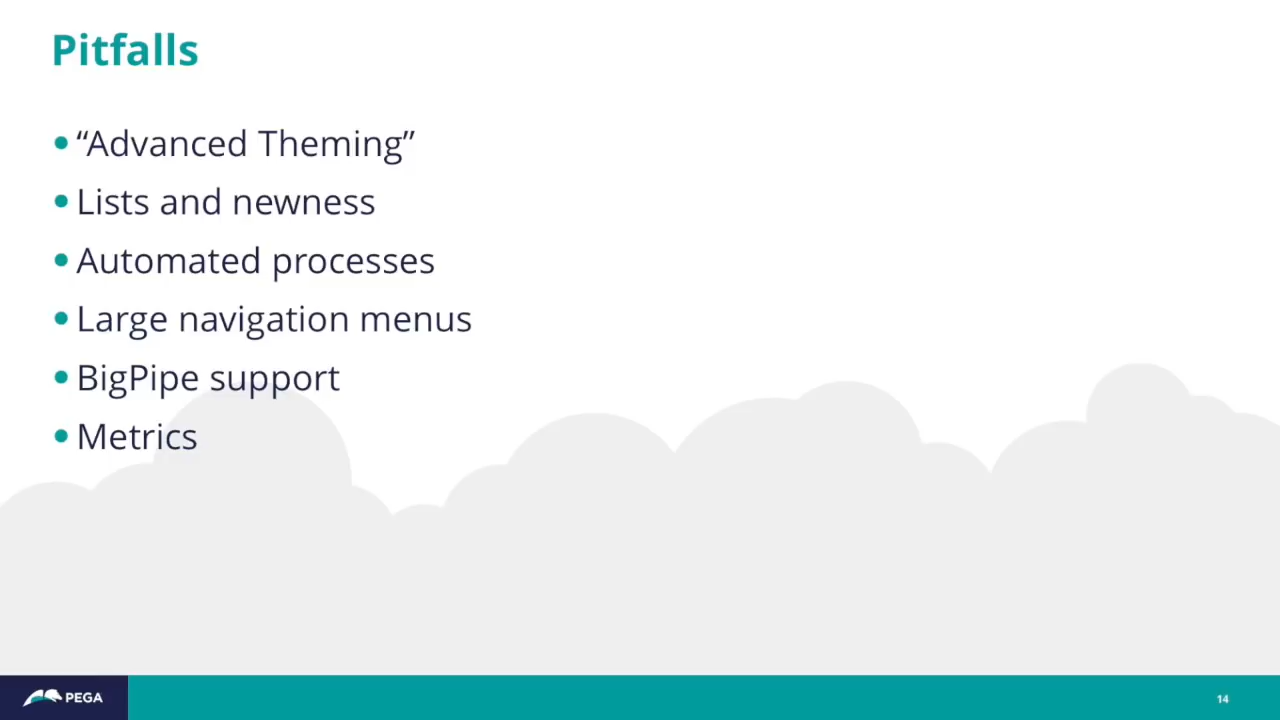 Pitfalls
• “Advanced Theming”
• Lists and newness
• Automated processes
• Large navigation menus
• BigPipe support
• Metrics
PEGA
14